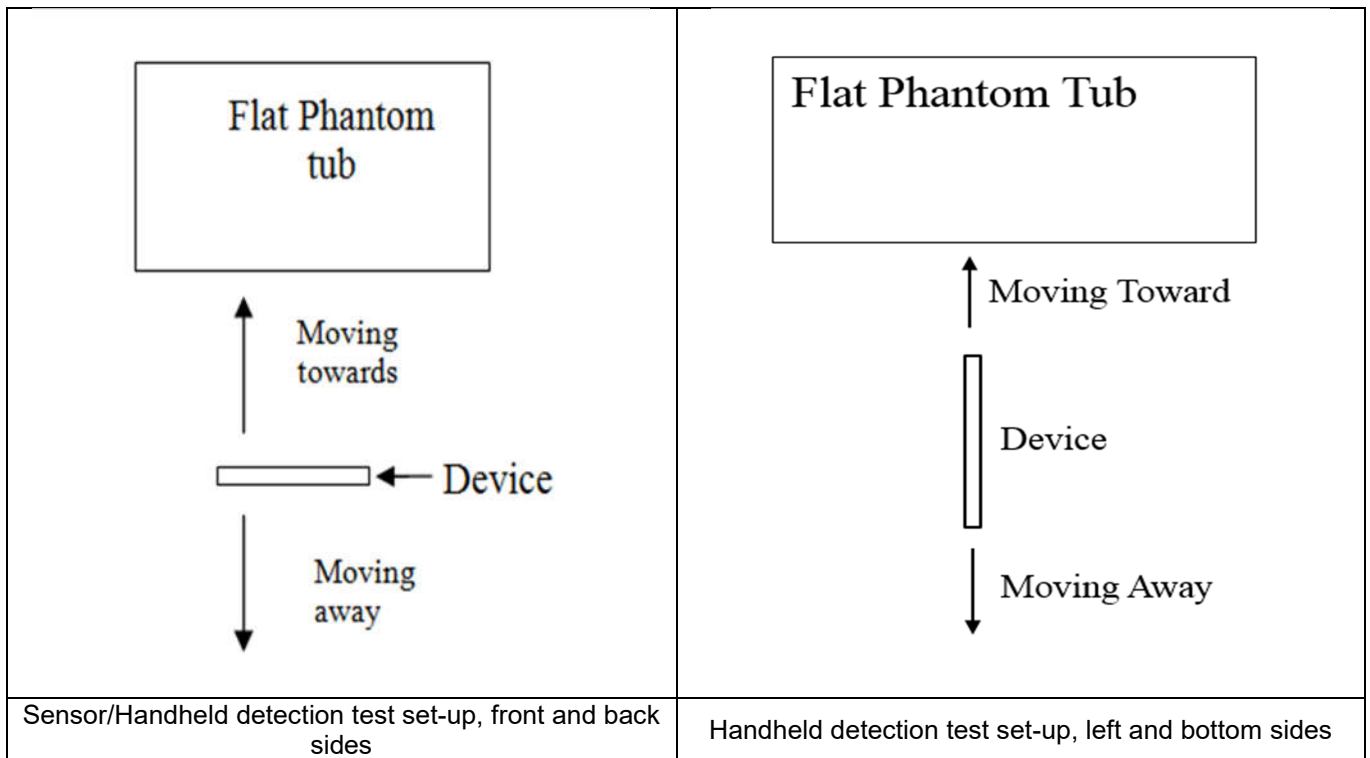 Flat Phantom
tub
Moving
towards
Device
Moving
away
Sensor/Handheld detection test set-up, front and back
sides
Flat Phantom Tub
Moving Toward
Device
Moving Away
Handheld detection test set-up, left and bottom sides